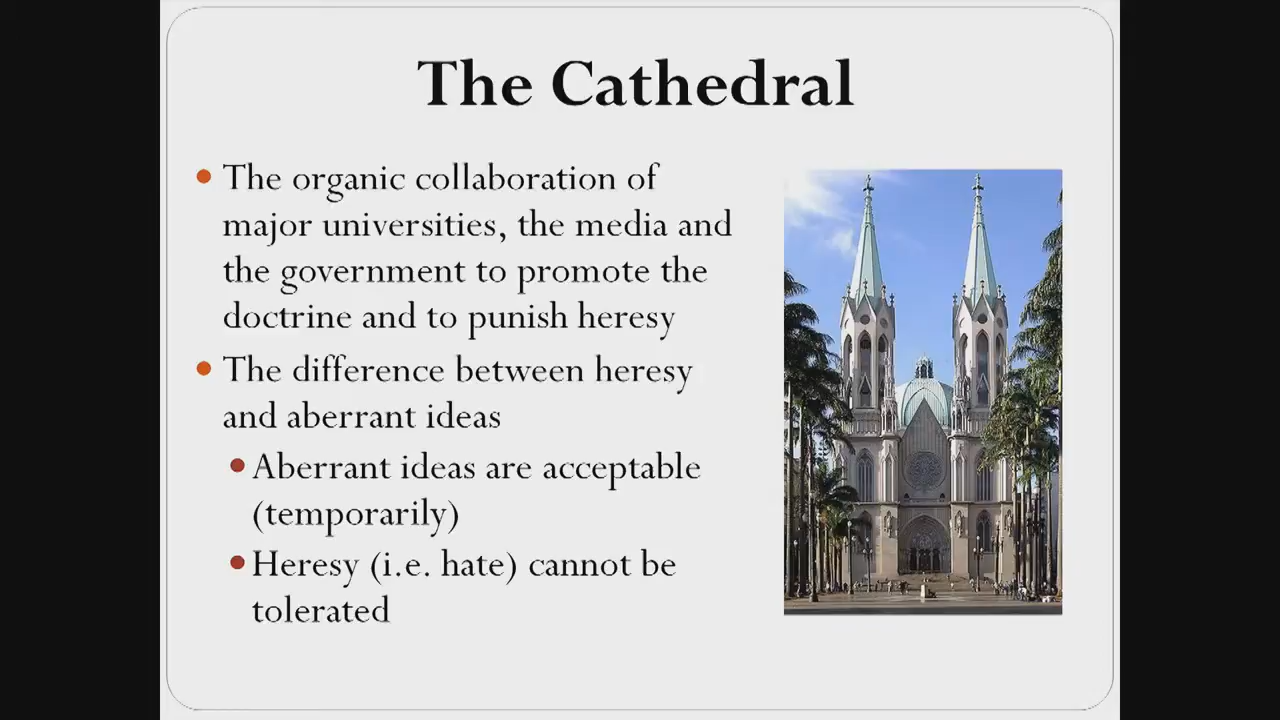 The Cathedral
• The organic collaboration of
major universities, the media and
the government to promote the
doctrine and to punish heresy
• The difference between heresy
and aberrant ideas
• Aberrant ideas are acceptable
(temporarily)
• Heresy (i.e. hate) cannot be
tolerated